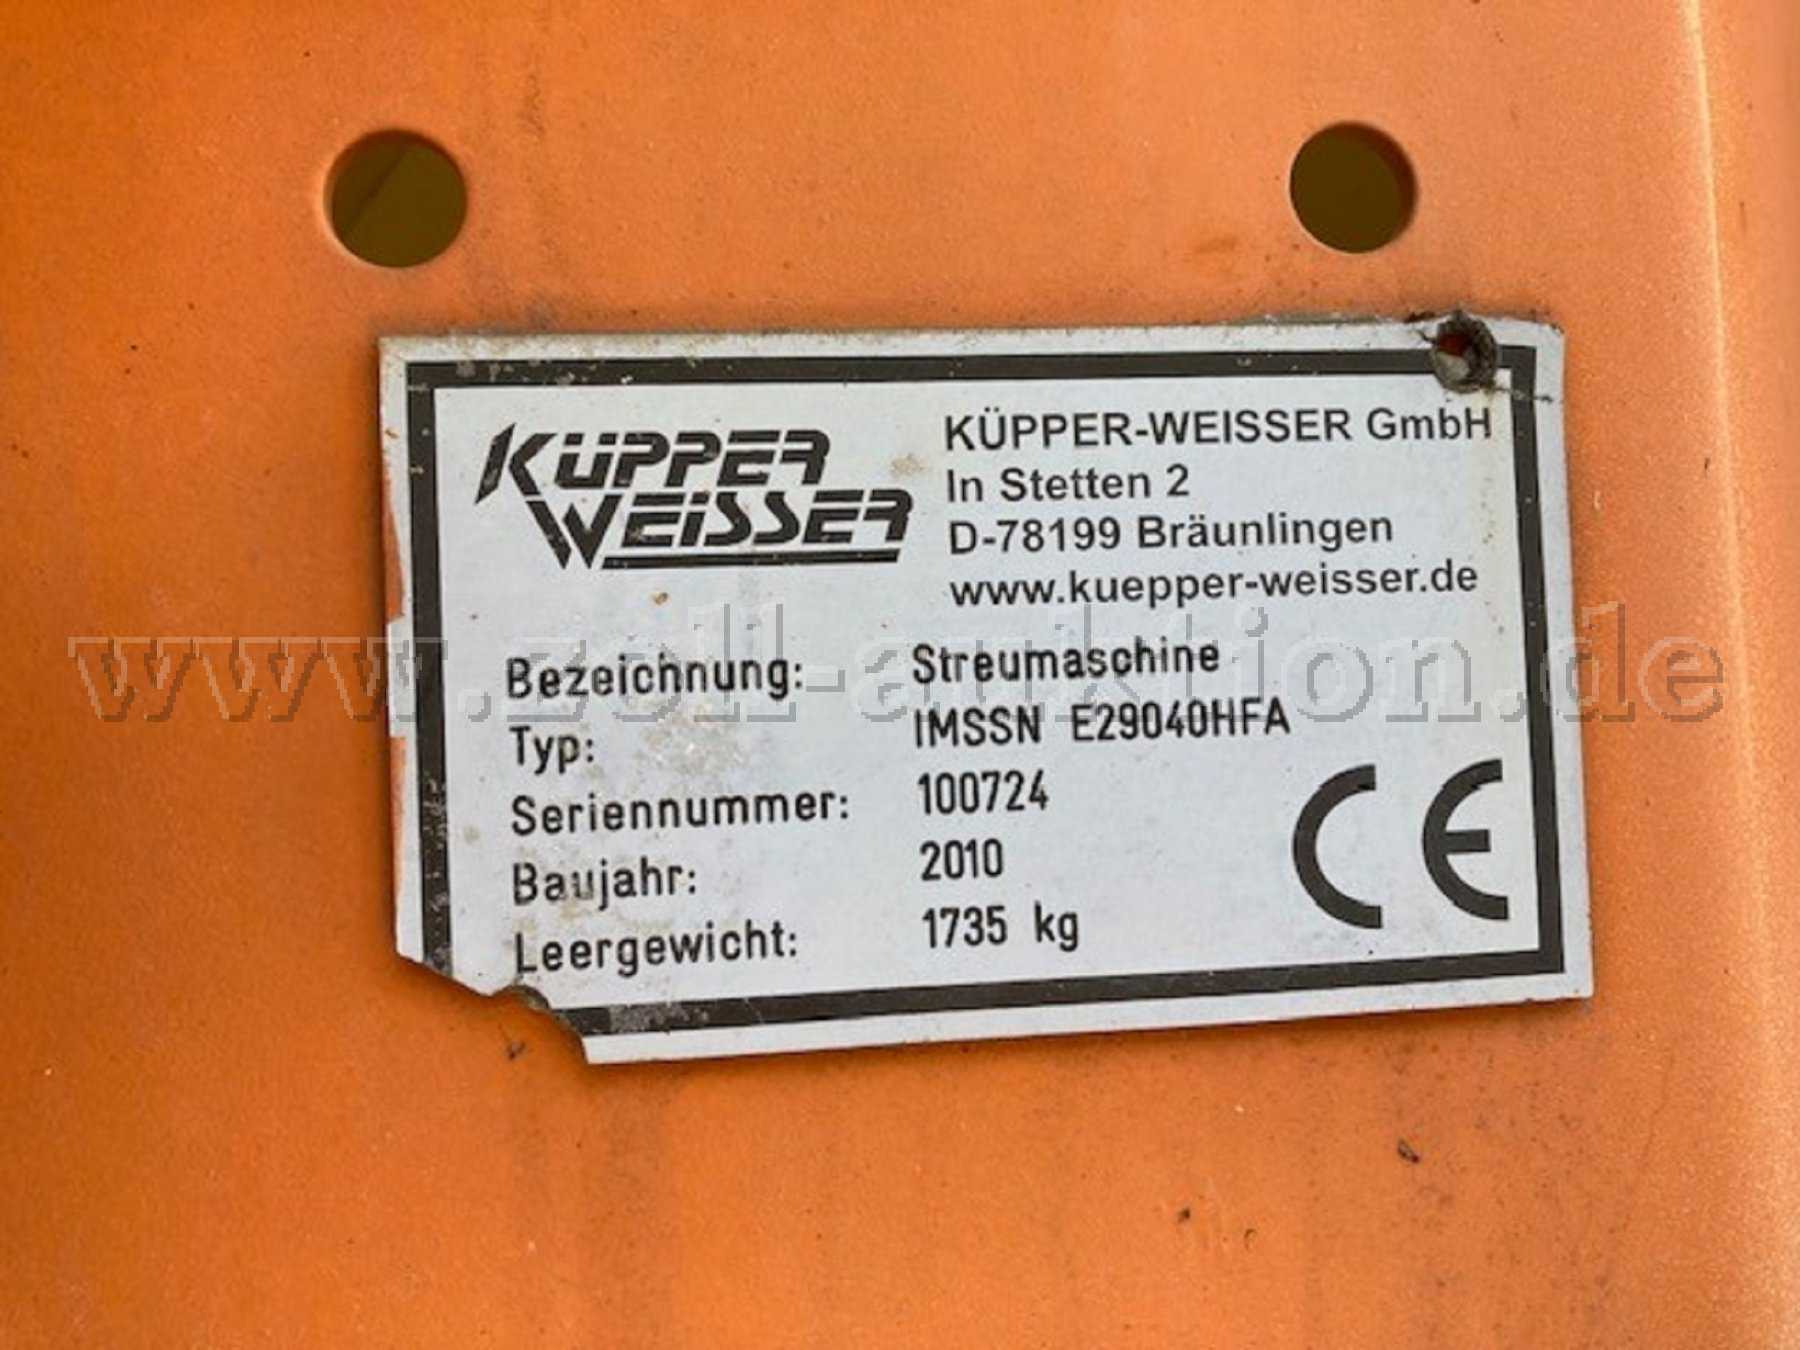 KÜPPER
WEISSER
KÜPPER-WEISSER GmbH
In Stetten 2
D-78199 Bräunlingen
www.kuepper-weisser.de
www.zoll-auktion.de
Bezeichnung: Streumaschine
Typ: IMSSN E29040HFA
Seriennummer: 100724
Baujahr: 2010
Leergewicht: 1735 kg
CE